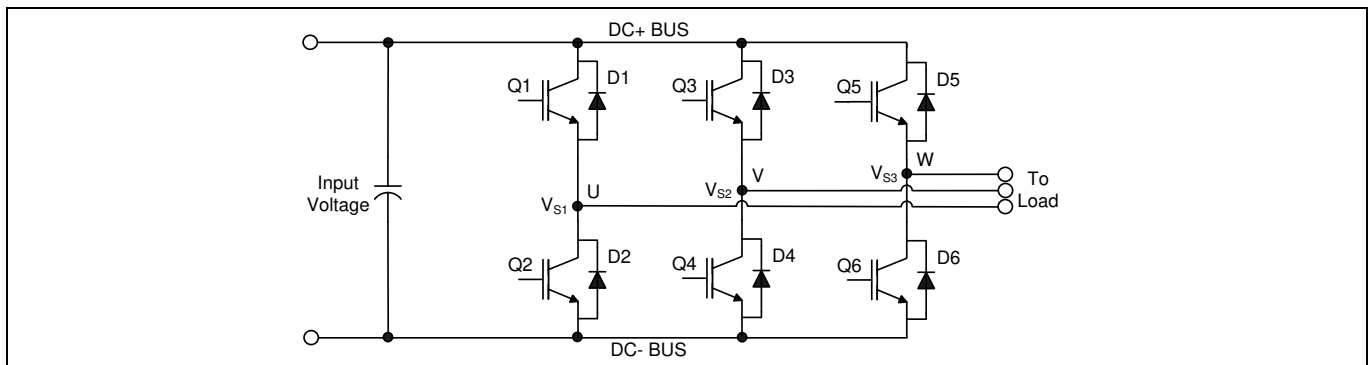 DC+ BUS
Q1
D1
Q3
D3
Q5
D5
Input
Voltage
U
VS1
V
VS2
W
VS3
To
Load
Q2
D2
Q4
D4
Q6
D6
DC- BUS